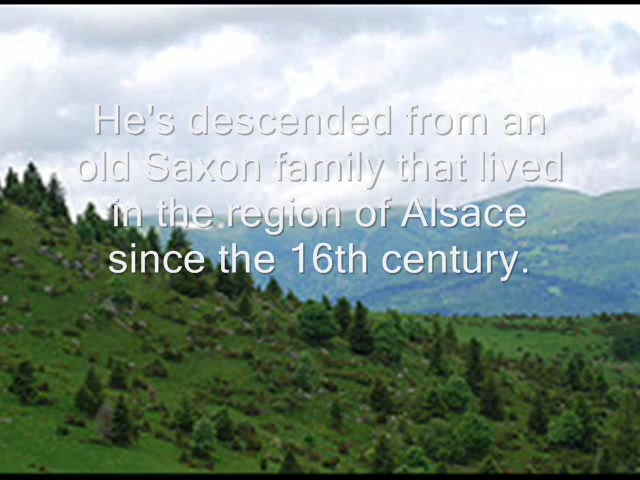 He's descended from an
old Saxon family that lived
in the region of Alsace
since the 16th century.